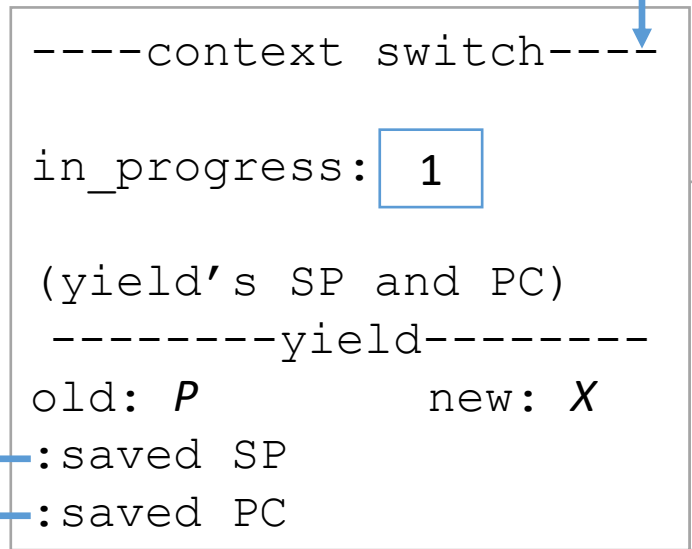 ----context switch----
in_progress: 1
(yield's SP and PC)
--------yield--------
old: P new: X
:saved SP
:saved PC